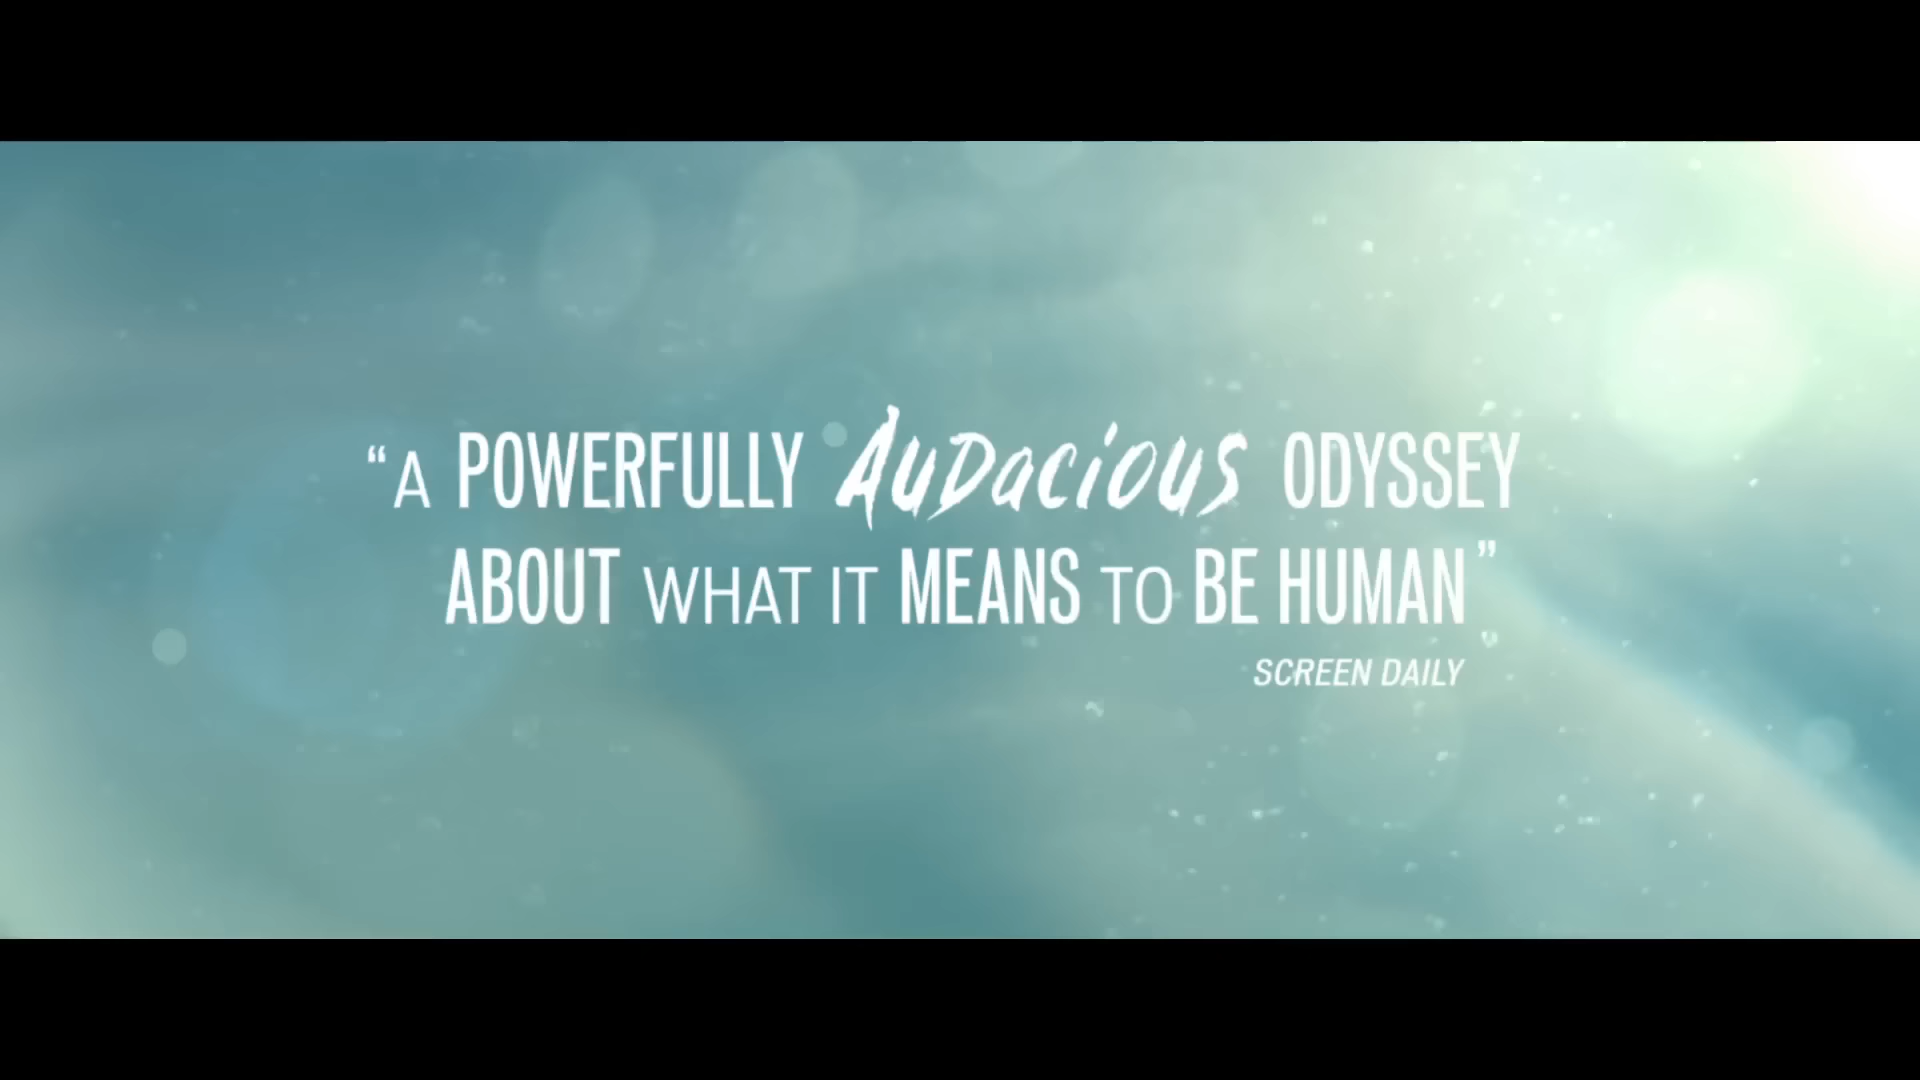 “A POWERFULLY AUDACIOUS ODYSSEY
ABOUT WHAT IT MEANS TO BE HUMAN”
SCREEN DAILY